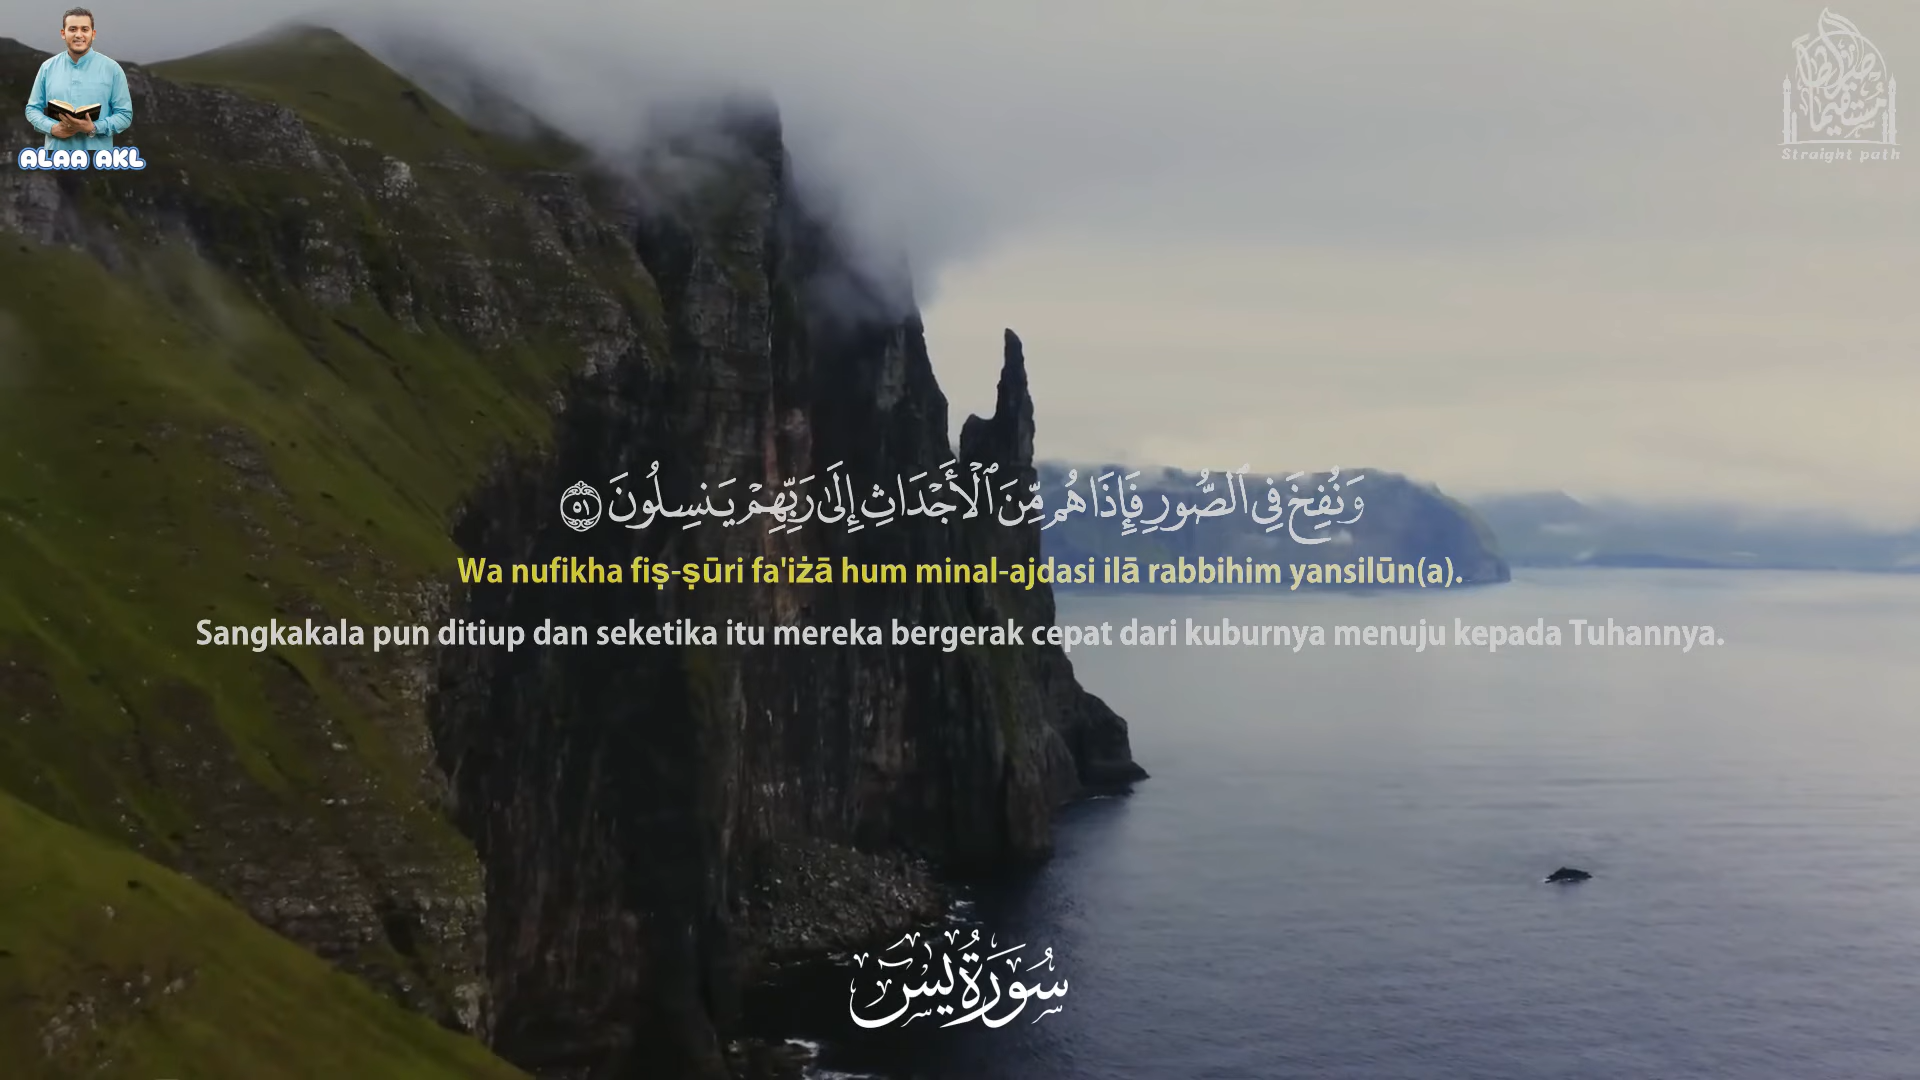 ALAA AKL
صراطا مستقيما
Straight path
وَنُفِخَ فِي ٱلصُّورِ فَإِذَا هُم مِّنَ ٱلْأَجْدَاثِ إِلَىٰ رَبِّهِمْ يَنسِلُونَ ٥١
Wa nufikha fiṣ-ṣūri fa'iżā hum minal-ajdasi ilā rabbihim yansilūn(a).
Sangkakala pun ditiup dan seketika itu mereka bergerak cepat dari kuburnya menuju kepada Tuhannya.
سُورَةُ يسٓ